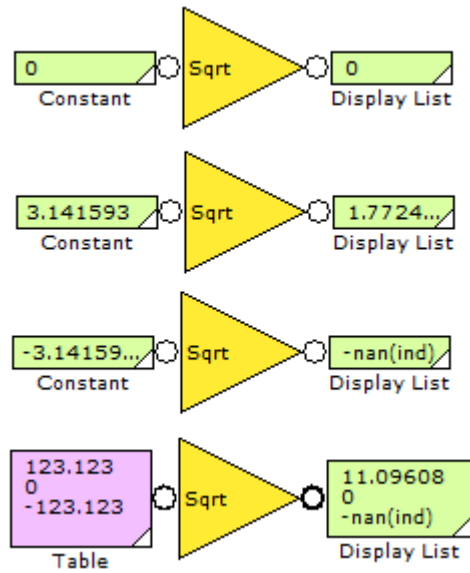 0
Sqrt
0
Constant
Display List
3.141593
Sqrt
1.7724...
Constant
Display List
-3.14159...
Sqrt
-nan(ind)
Constant
Display List
123.123
0
-123.123
Sqrt
11.09608
0
-nan(ind)
Table
Display List